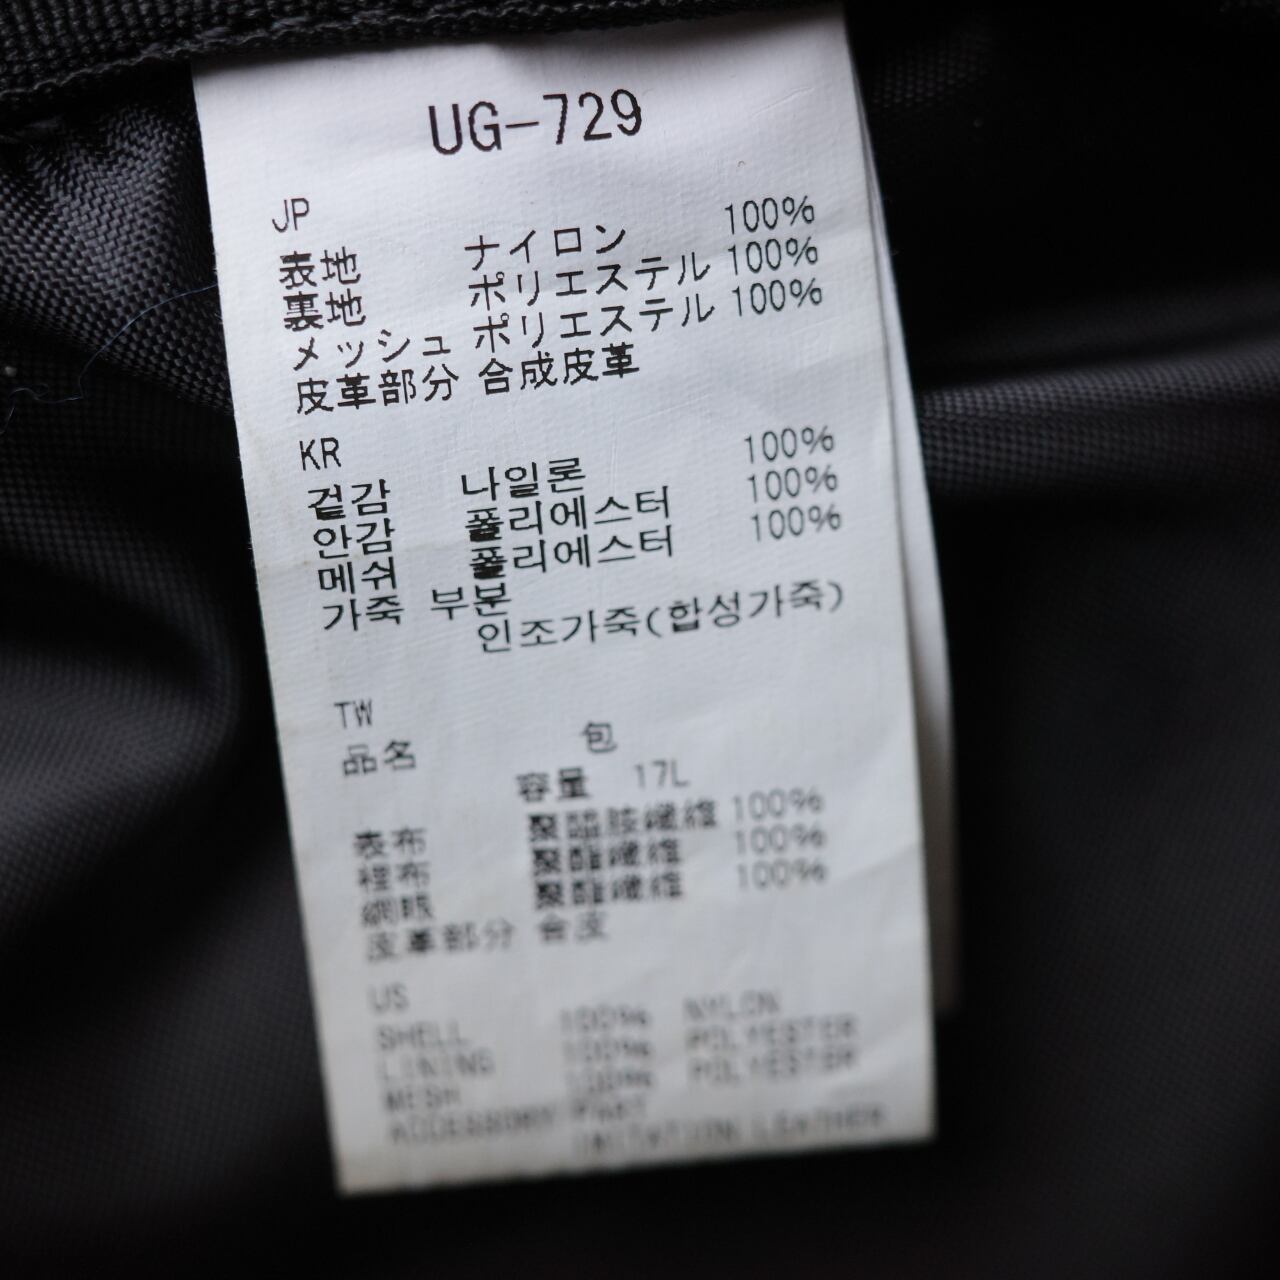 UG-729
JP
表地 ナイロン 100%
裏地 ポリエステル 100%
メッシュ ポリエステル 100%
皮革部分 合成皮革
KR
겉감 나일론 100%
안감 폴리에스터 100%
메쉬 폴리에스터 100%
가죽 부분
인조가죽(합성가죽)
TW
品名 包
容量 17L
表布 聚醯胺纖維 100%
裡布 聚酯纖維 100%
網眼 聚酯纖維 100%
皮革部分 合皮
US
SHELL 100% NYLON
LINING 100% POLYESTER
MESH 100% POLYESTER
ACCESSORY PART
IMITATION LEATHER